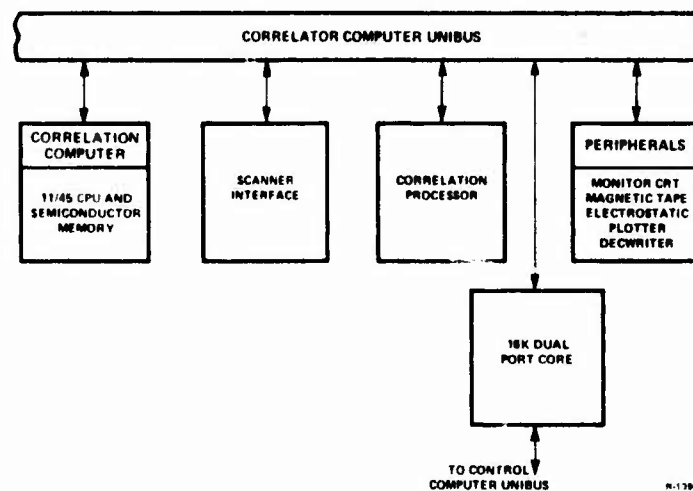 CORRELATOR COMPUTER UNIBUS
CORRELATION
COMPUTER
11/45 CPU AND
SEMICONDUCTOR
MEMORY
SCANNER
INTERFACE
CORRELATION
PROCESSOR
PERIPHERALS
MONITOR CRT
MAGNETIC TAPE
ELECTROSTATIC
PLOTTER
DECWRITER
16K DUAL
PORT CORE
TO CONTROL
COMPUTER UNIBUS